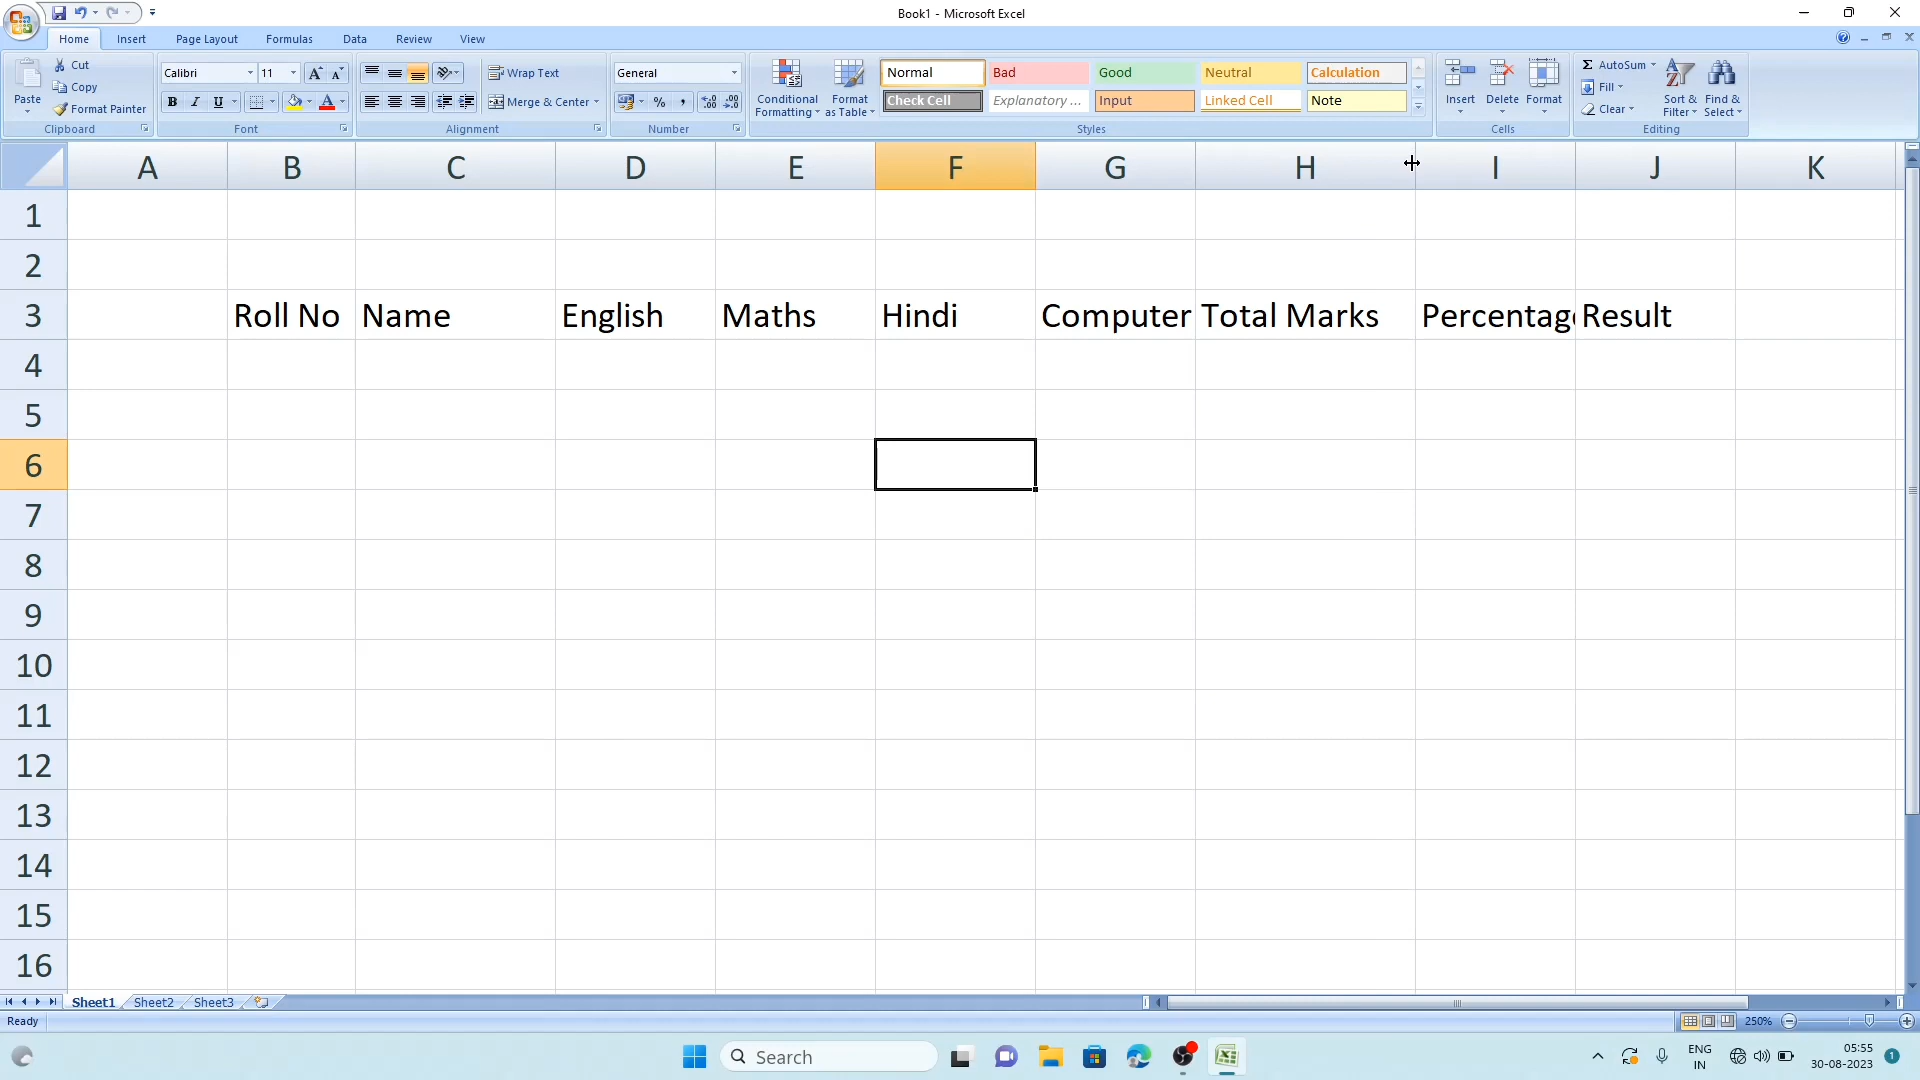 Book1 - Microsoft Excel
Home Insert Page Layout Formulas Data Review View
Paste
Cut
Copy
Format Painter
Clipboard
Calibri 11
Font
Wrap Text
Merge & Center
Alignment
General
Number
Conditional Formatting
Format as Table
Normal Bad Good Neutral Calculation
Check Cell Explanatory ... Input Linked Cell Note
Styles
Insert Delete Format
Cells
AutoSum
Fill
Clear
Sort & Filter
Find & Select
Editing
A B C D E F G H I J K
1
2
3 Roll No Name English Maths Hindi Computer Total Marks Percentage Result
4
5
6
7
8
9
10
11
12
13
14
15
16
Sheet1 Sheet2 Sheet3
Ready
250%
Search
ENG
IN
05:55
30-08-2023
1